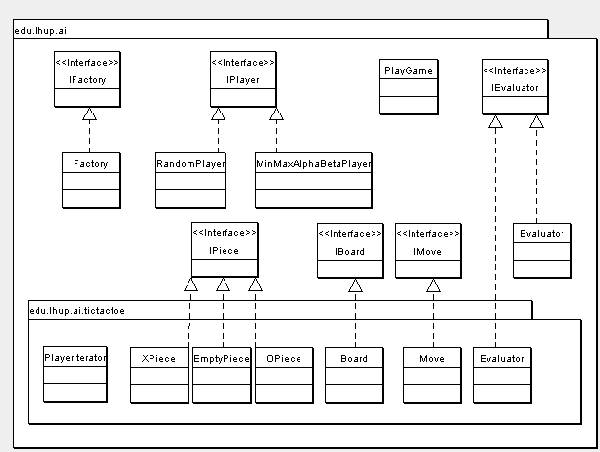 edu.lhup.ai
<<Interface>>
IFactory
<<Interface>>
IPlayer
PlayGame
<<Interface>>
IEvaluator
Factory
RandomPlayer
MinMaxAlphaBetaPlayer
<<Interface>>
IPiece
<<Interface>>
IBoard
<<Interface>>
IMove
Evaluator
edu.lhup.ai.tictactoe
PlayerIterator
XPiece
EmptyPiece
OPiece
Board
Move
Evaluator